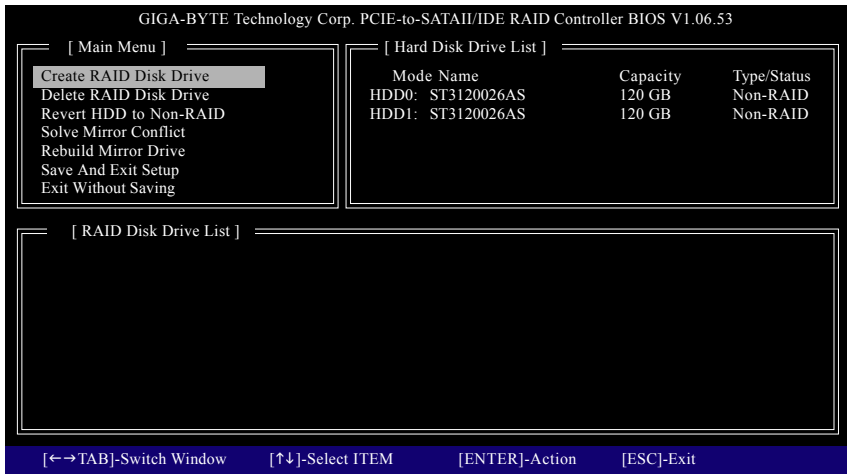 GIGA-BYTE Technology Corp. PCIE-to-SATAII/IDE RAID Controller BIOS V1.06.53
[ Main Menu ]
Create RAID Disk Drive
Delete RAID Disk Drive
Revert HDD to Non-RAID
Solve Mirror Conflict
Rebuild Mirror Drive
Save And Exit Setup
Exit Without Saving
[ Hard Disk Drive List ]
Mode Name Capacity Type/Status
HDD0: ST3120026AS 120 GB Non-RAID
HDD1: ST3120026AS 120 GB Non-RAID
[ RAID Disk Drive List ]
[←→TAB]-Switch Window [↑↓]-Select ITEM [ENTER]-Action [ESC]-Exit